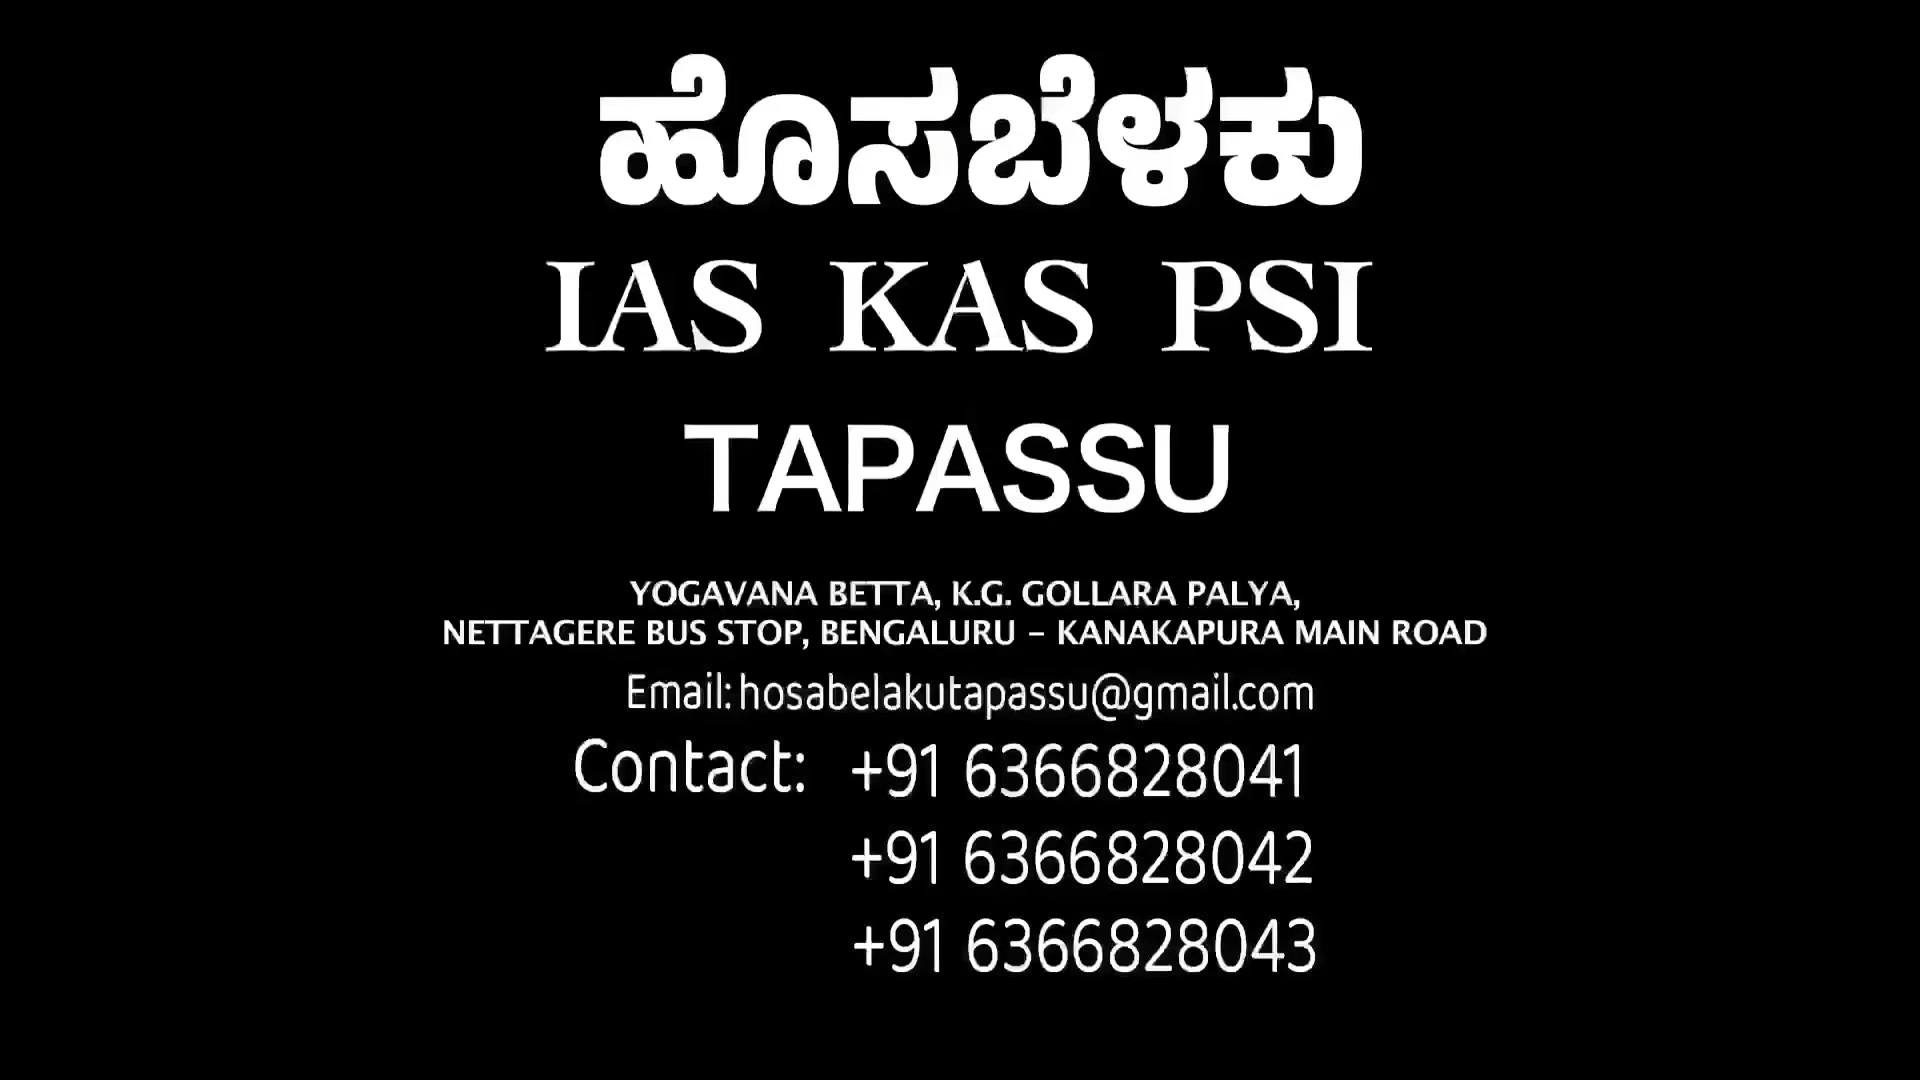 ಹೊಸಬೆಳಕು
IAS KAS PSI
TAPASSU
YOGAVANA BETTA, K.G. GOLLARA PALYA,
NETTAGERE BUS STOP, BENGALURU – KANAKAPURA MAIN ROAD
Email: hosabelakutapassu@gmail.com
Contact: +91 6366828041
+91 6366828042
+91 6366828043